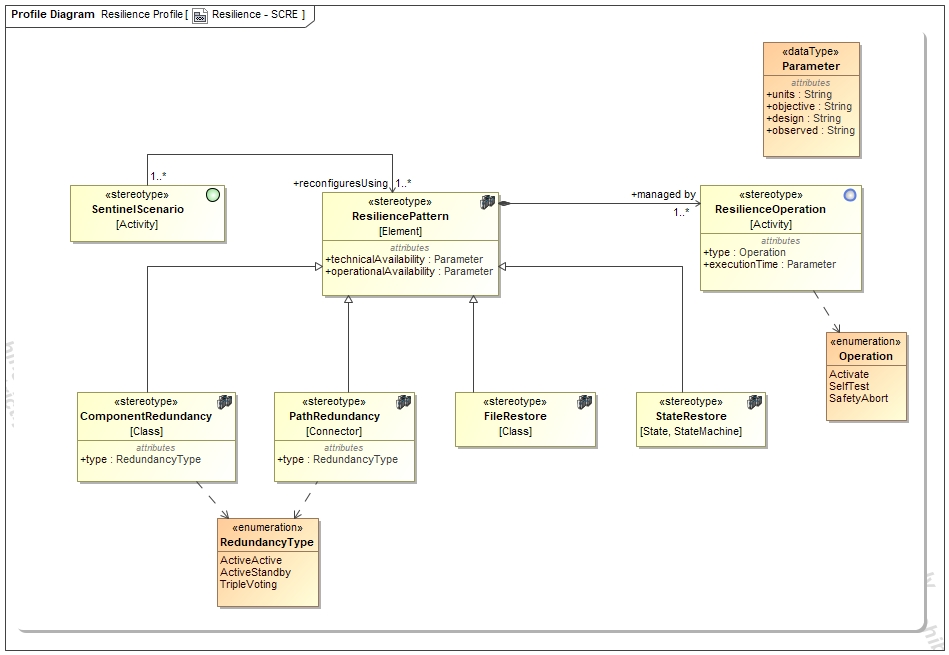 Profile Diagram Resilience Profile [ Resilience - SCRE ]
«dataType»
Parameter
attributes
+units : String
+objective : String
+design : String
+observed : String
1..*
+reconfiguresUsing 1..*
+managed by
1..*
«stereotype»
SentinelScenario
[Activity]
«stereotype»
ResiliencePattern
[Element]
attributes
+technicalAvailability : Parameter
+operationalAvailability : Parameter
«stereotype»
ResilienceOperation
[Activity]
attributes
+type : Operation
+executionTime : Parameter
«enumeration»
Operation
Activate
SelfTest
SafetyAbort
«stereotype»
ComponentRedundancy
[Class]
attributes
+type : RedundancyType
«stereotype»
PathRedundancy
[Connector]
attributes
+type : RedundancyType
«stereotype»
FileRestore
[Class]
«stereotype»
StateRestore
[State, StateMachine]
«enumeration»
RedundancyType
ActiveActive
ActiveStandby
TripleVoting